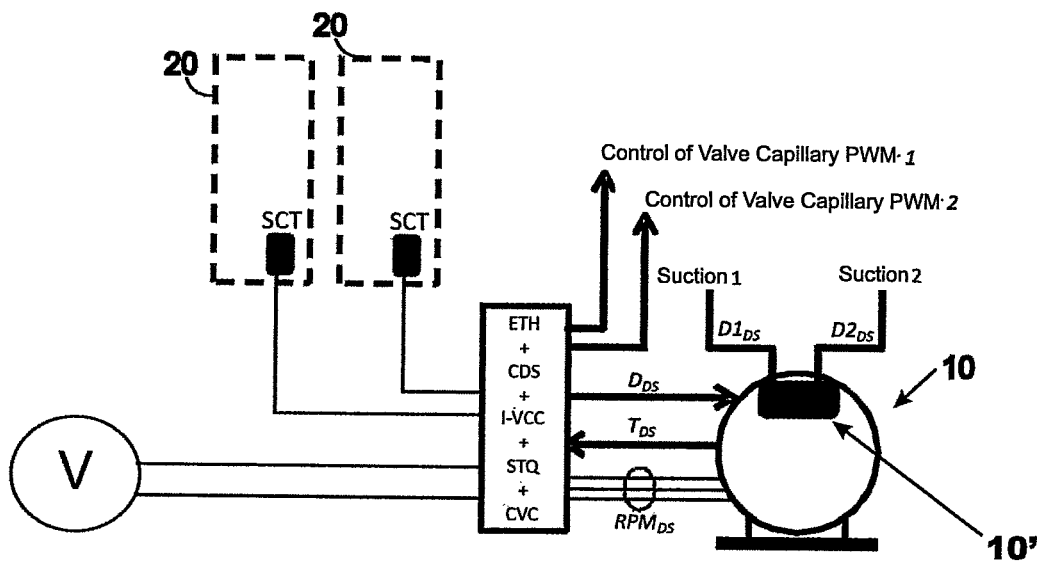 20
20
SCT
SCT
Control of Valve Capillary PWM·1
Control of Valve Capillary PWM·2
Suction 1
Suction 2
D1DS
D2DS
ETH
+
CDS
+
I-VCC
+
STQ
+
CVC
DDS
TDS
RPMDS
V
10
10'